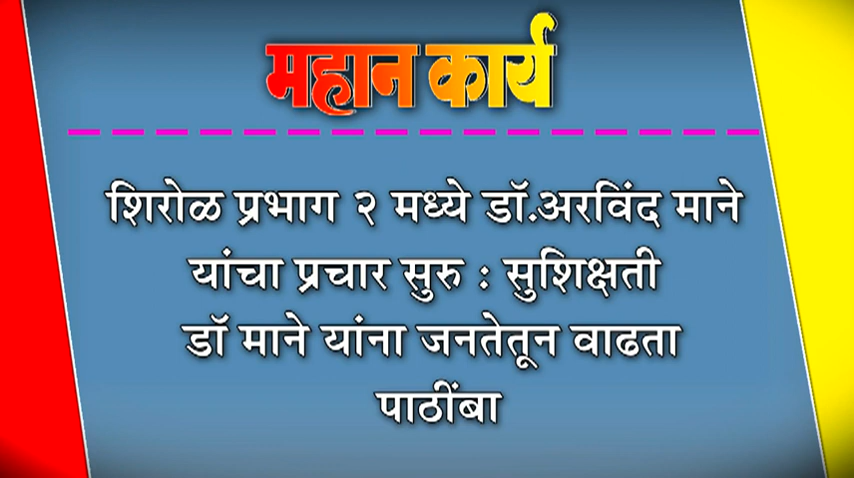 महान कार्य
शिरोळ प्रभाग २ मध्ये डॉ.अरविंद माने
यांचा प्रचार सुरु : सुशिक्षती
डॉ माने यांना जनतेतून वाढता
पाठींबा